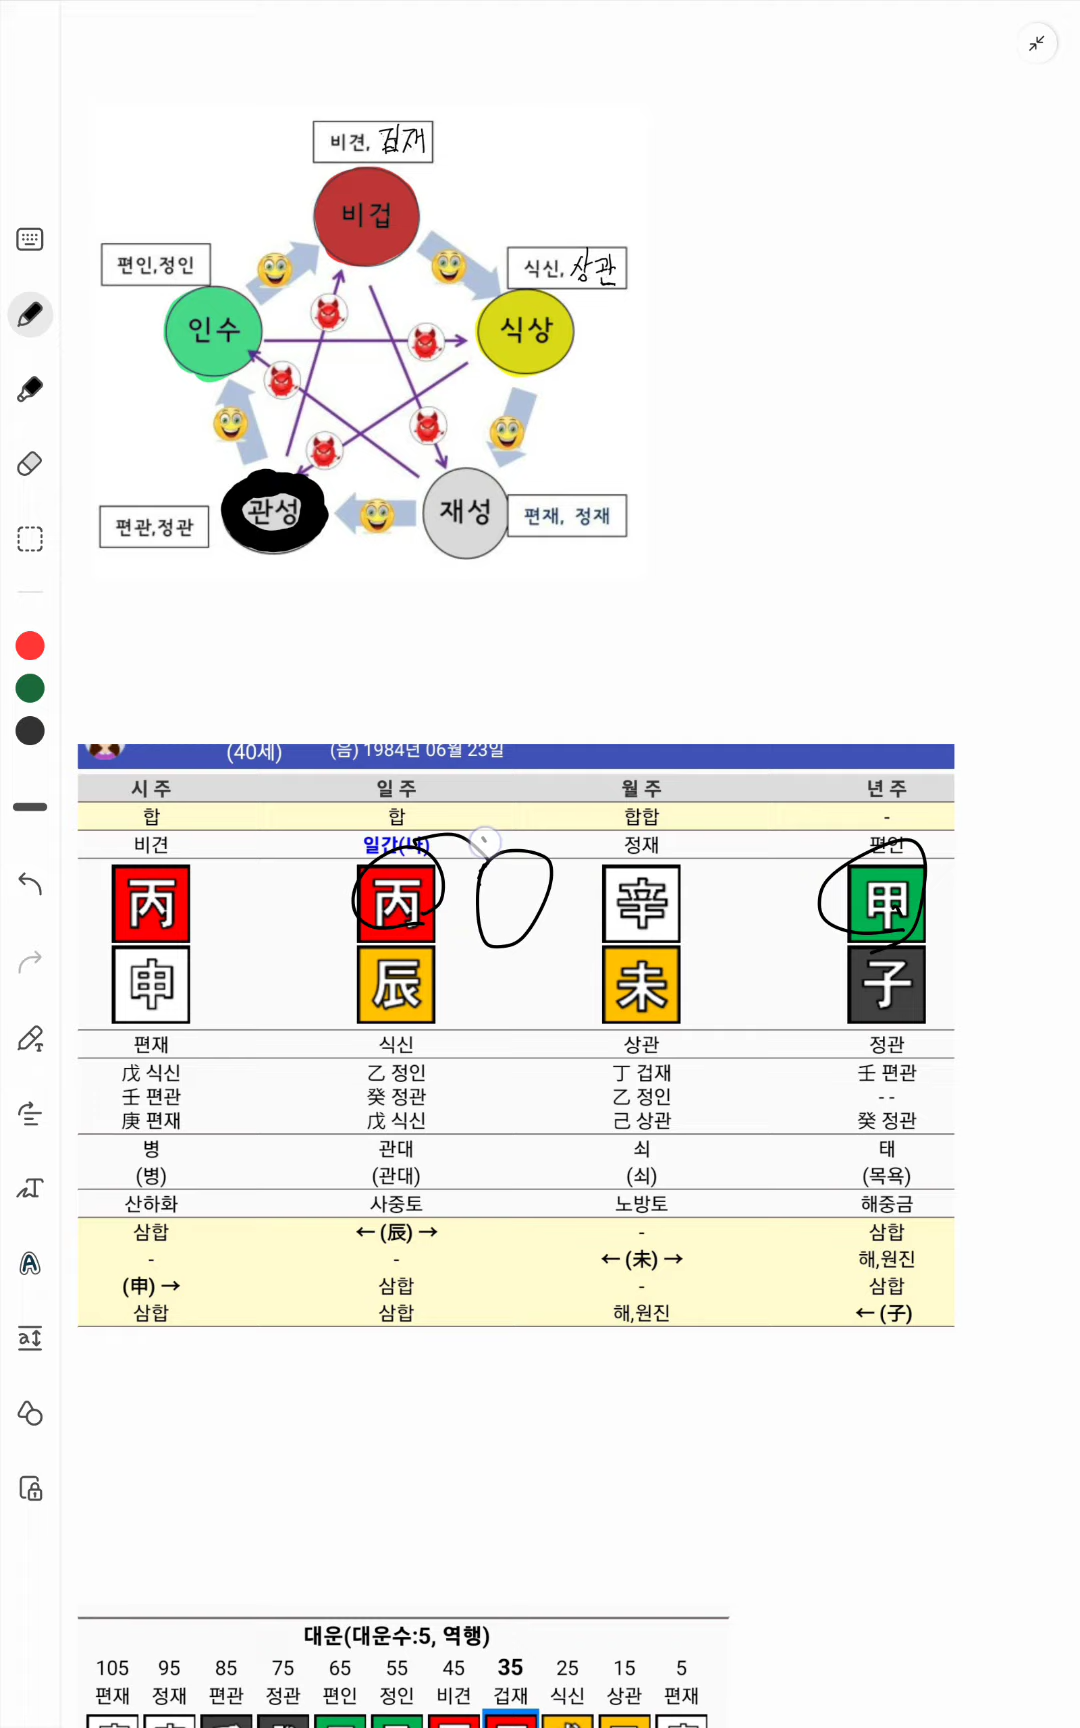 비견, 겁재
비겁
편인,정인
식신, 상관
인수
식상
관성
재성
편관,정관
편재, 정재
(40세) (음) 1984년 06월 23일
시 주 일 주 월 주 년 주
합 합 합합 -
비견 일간(나) 정재 편인
丙 丙 辛 甲
申 辰 未 子
편재 식신 상관 정관
戊 식신 乙 정인 丁 겁재 壬 편관
壬 편관 癸 정관 乙 정인 - -
庚 편재 戊 식신 己 상관 癸 정관
병 관대 쇠 태
(병) (관대) (쇠) (목욕)
산하화 사중토 노방토 해중금
삼합 ←(辰)→ - 삼합
- - ←(未)→ 해,원진
(申)→ 삼합 - 삼합
삼합 삼합 해,원진 ←(子)
대운(대운수:5, 역행)
105 95 85 75 65 55 45 35 25 15 5
편재 정재 편관 정관 편인 정인 비견 겁재 식신 상관 편재